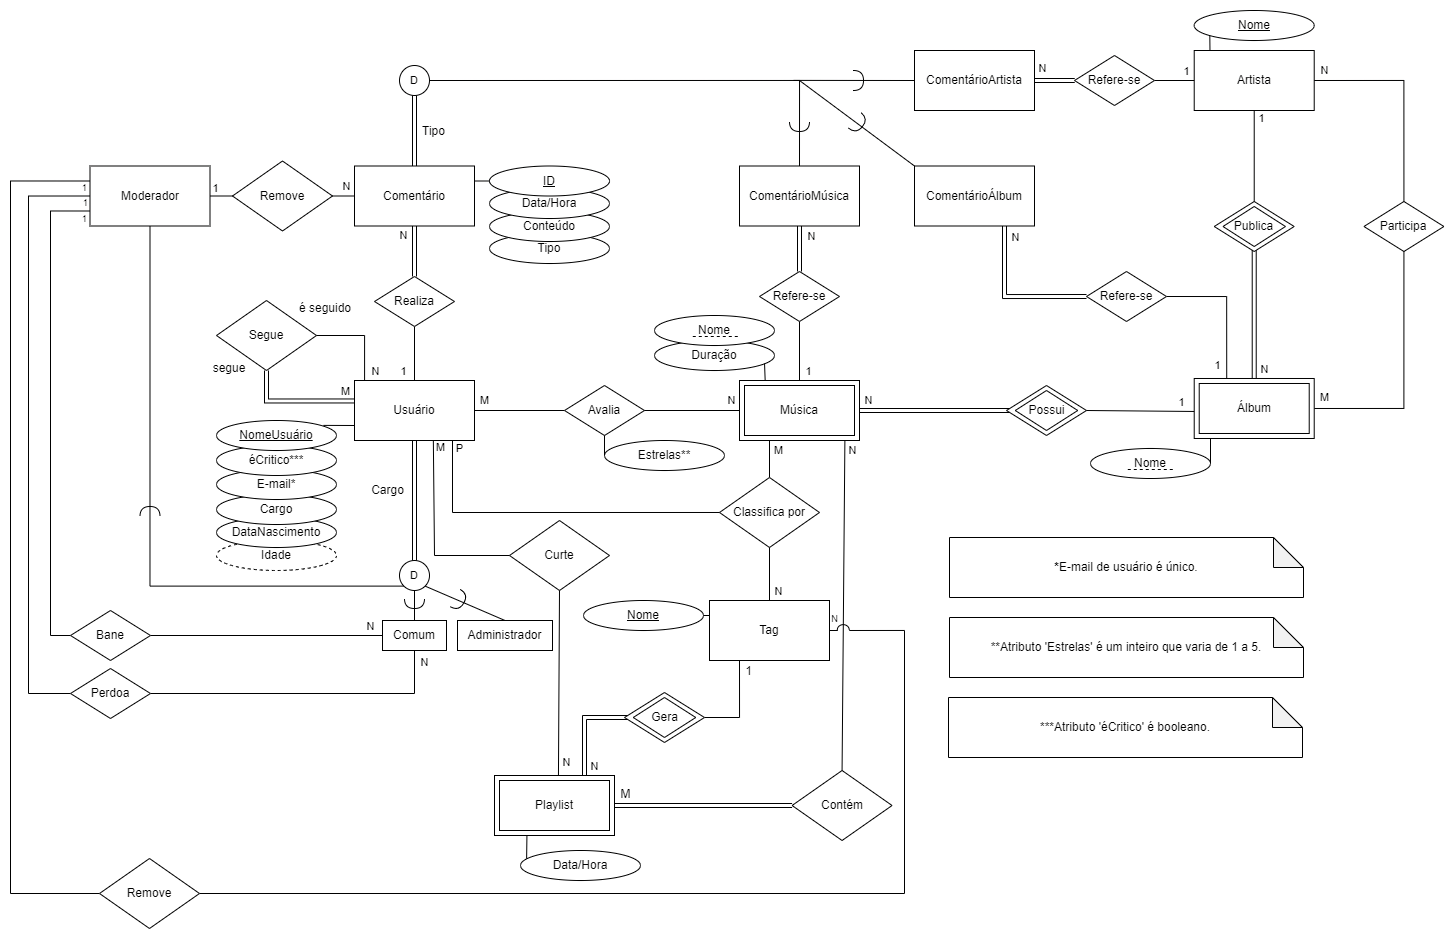 Nome
D
ComentárioArtista
N
Refere-se
1
Artista
N
1
Tipo
Moderador
1
1
1
1
1
Remove
N
Comentário
N
ID
Data/Hora
Conteúdo
Tipo
ComentárioMúsica
N
ComentárioÁlbum
N
Publica
Participa
Realiza
Refere-se
Refere-se
é seguido
Segue
segue
N
M
1
Nome
Duração
1
1
N
Usuário
M
Avalia
N
Música
N
Possui
1
Álbum
M
NomeUsuário
éCritico***
E-mail*
Cargo
DataNascimento
Idade
M
P
Estrelas**
M
N
Nome
Cargo
Classifica por
Curte
D
N
*E-mail de usuário é único.
Bane
N
Comum
Administrador
Nome
Tag
N
**Atributo 'Estrelas' é um inteiro que varia de 1 a 5.
N
1
Perdoa
Gera
***Atributo 'éCritico' é booleano.
N
N
Playlist
M
Contém
Data/Hora
Remove